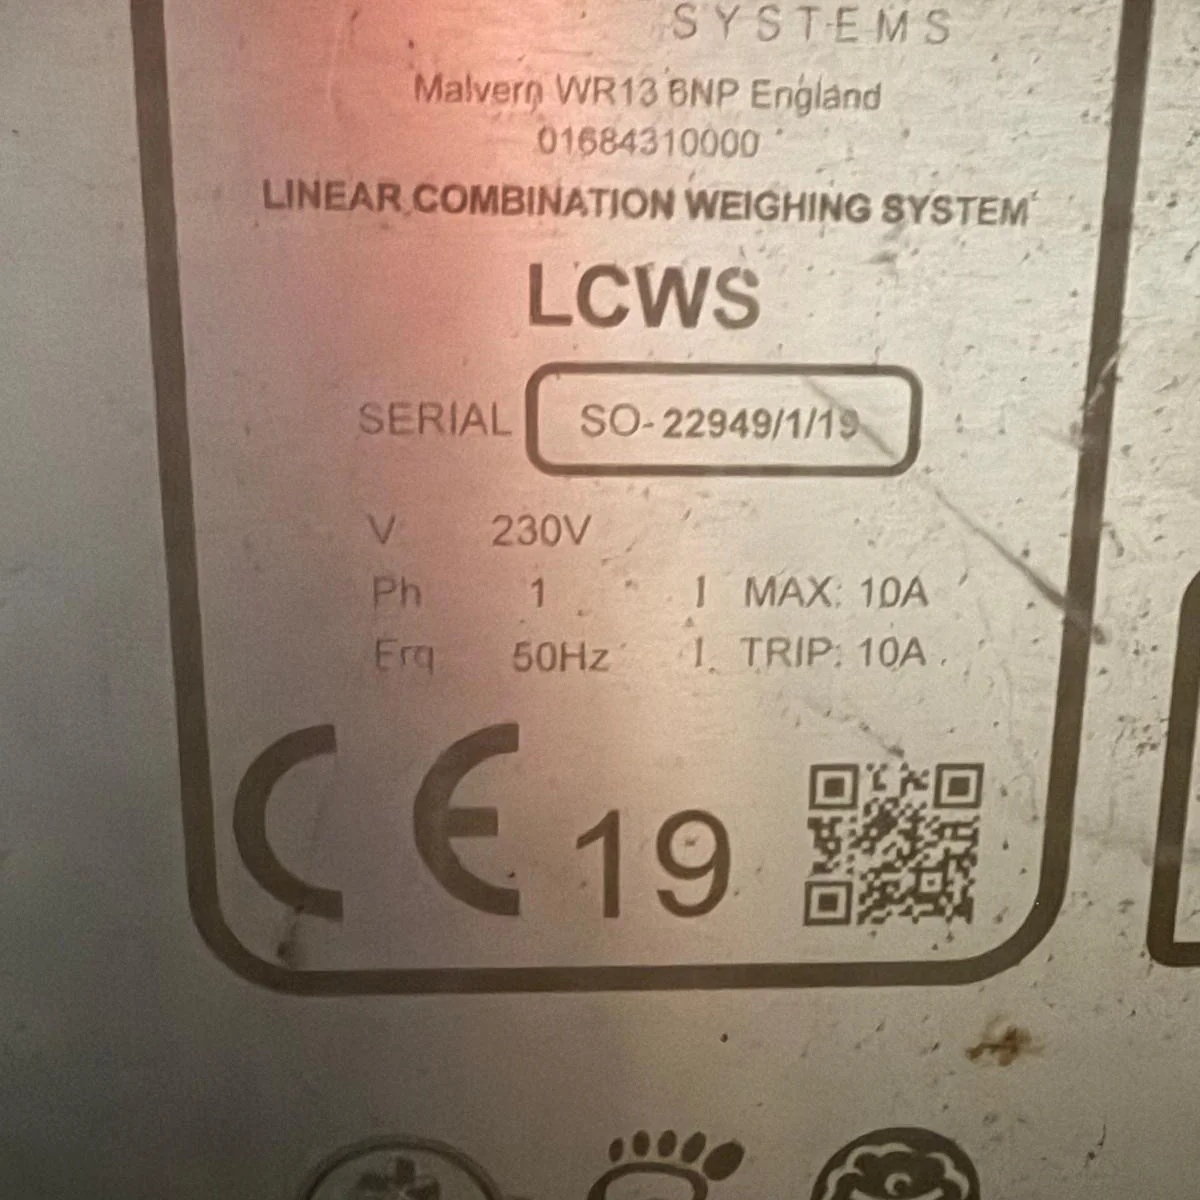 SYSTEMS
Malvern WR13 6NP England
01684310000
LINEAR COMBINATION WEIGHING SYSTEM
LCWS
SERIAL SO-22949/1/19
V 230V
Ph 1 I MAX: 10A
Frq 50Hz I TRIP: 10A
CE 19